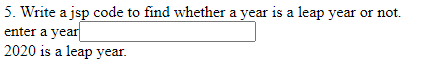 5. Write a jsp code to find whether a year is a leap year or not.
enter a year
2020 is a leap year.